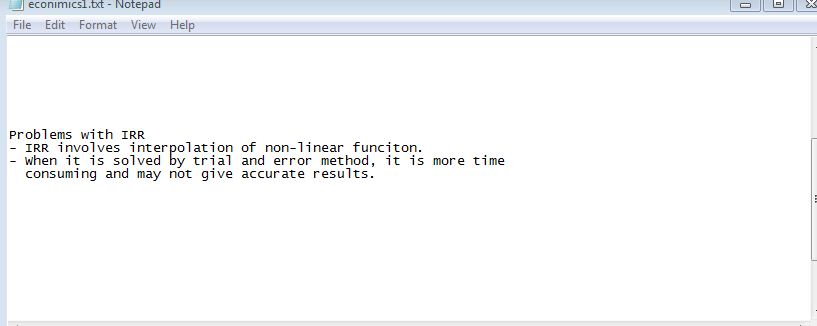 econimics1.txt - Notepad
File Edit Format View Help
Problems with IRR
- IRR involves interpolation of non-linear funciton.
- When it is solved by trial and error method, it is more time
consuming and may not give accurate results.